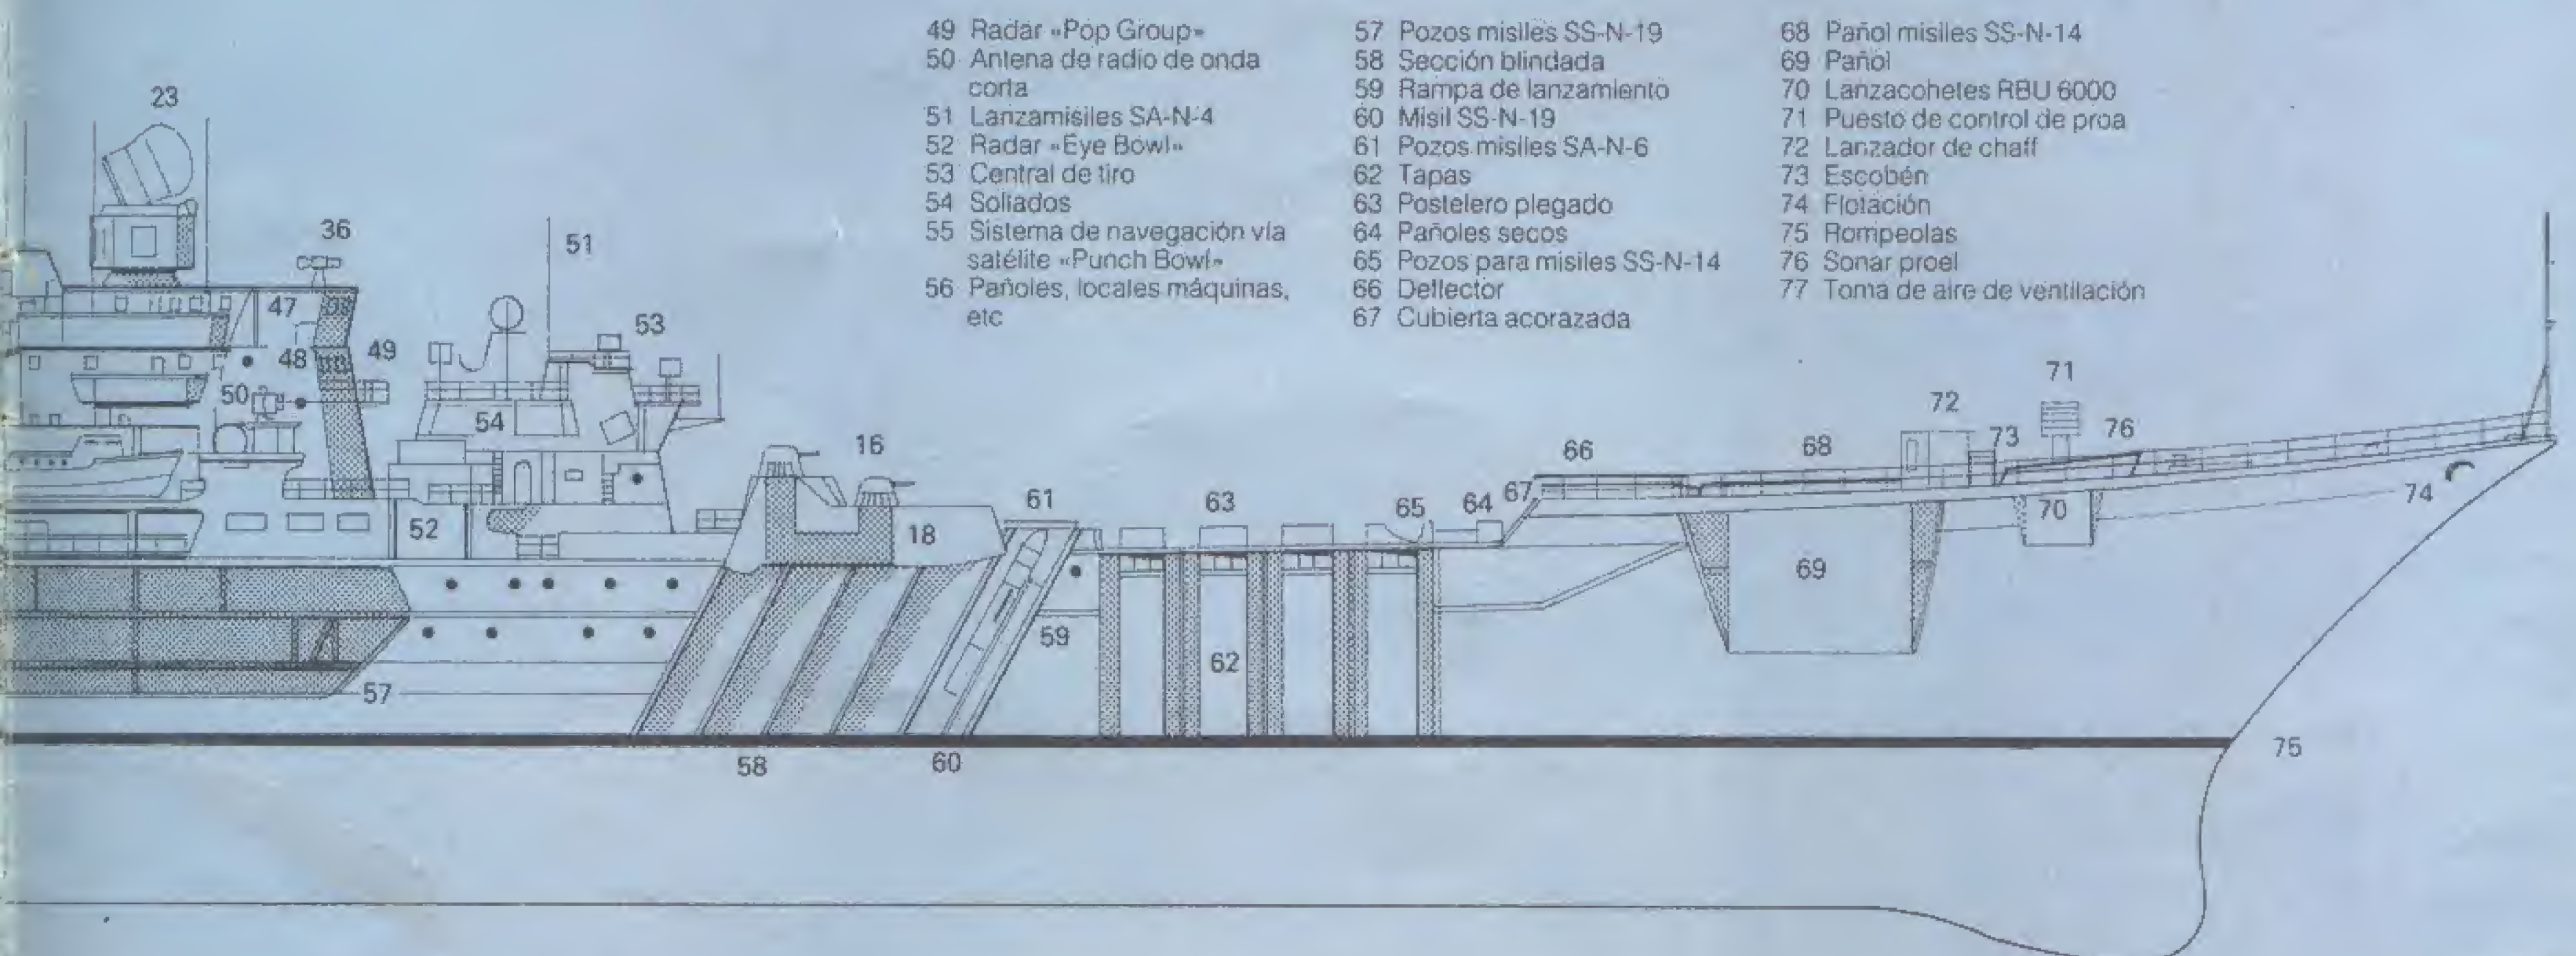 49 Radar «Pop Group»
50 Antena de radio de onda
corta
51 Lanzamisiles SA-N-4
52 Radar «Eye Bowl»
53 Central de tiro
54 Sollados
55 Sistema de navegación vía
satélite «Punch Bowl»
56 Pañoles, locales máquinas,
etc
57 Pozos misiles SS-N-19
58 Sección blindada
59 Rampa de lanzamiento
60 Misil SS-N-19
61 Pozos misiles SA-N-6
62 Tapas
63 Postelero plegado
64 Pañoles secos
65 Pozos para misiles SS-N-14
66 Deflector
67 Cubierta acorazada
68 Pañol misiles SS-N-14
69 Pañol
70 Lanzacohetes RBU 6000
71 Puesto de control de proa
72 Lanzador de chaff
73 Escobén
74 Flotación
75 Rompeolas
76 Sonar proel
77 Toma de aire de ventilación
23
36
51
47
53
48
49
50
54
71
72
16
66
68
73
76
61
63
65
64
67
74
52
18
70
69
59
62
57
58
60
75